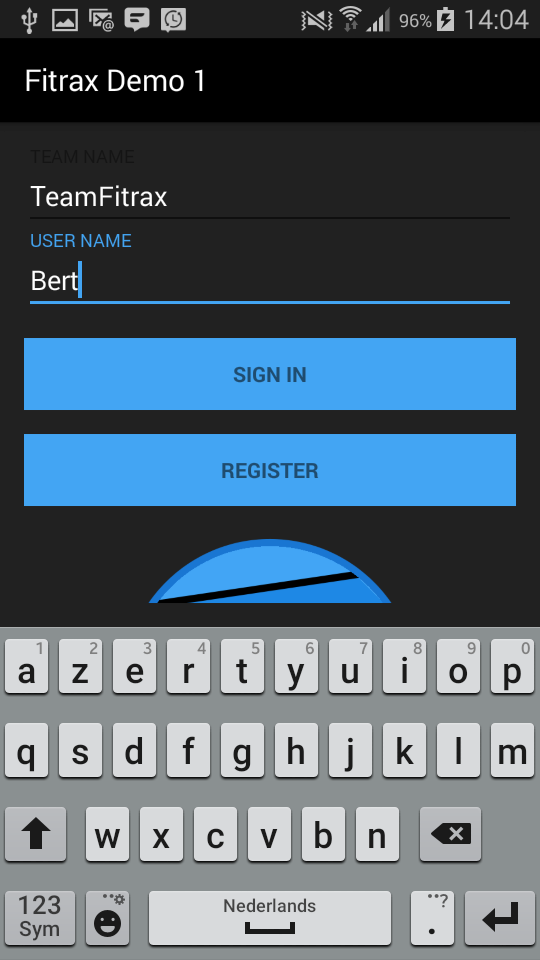 96% 14:04
Fitrax Demo 1
TEAM NAME
TeamFitrax
USER NAME
Bert
SIGN IN
REGISTER
1 2 3 4 5 6 7 8 9 0
a z e r t y u i o p
q s d f g h j k l m
w x c v b n
123 Nederlands ?
Sym .